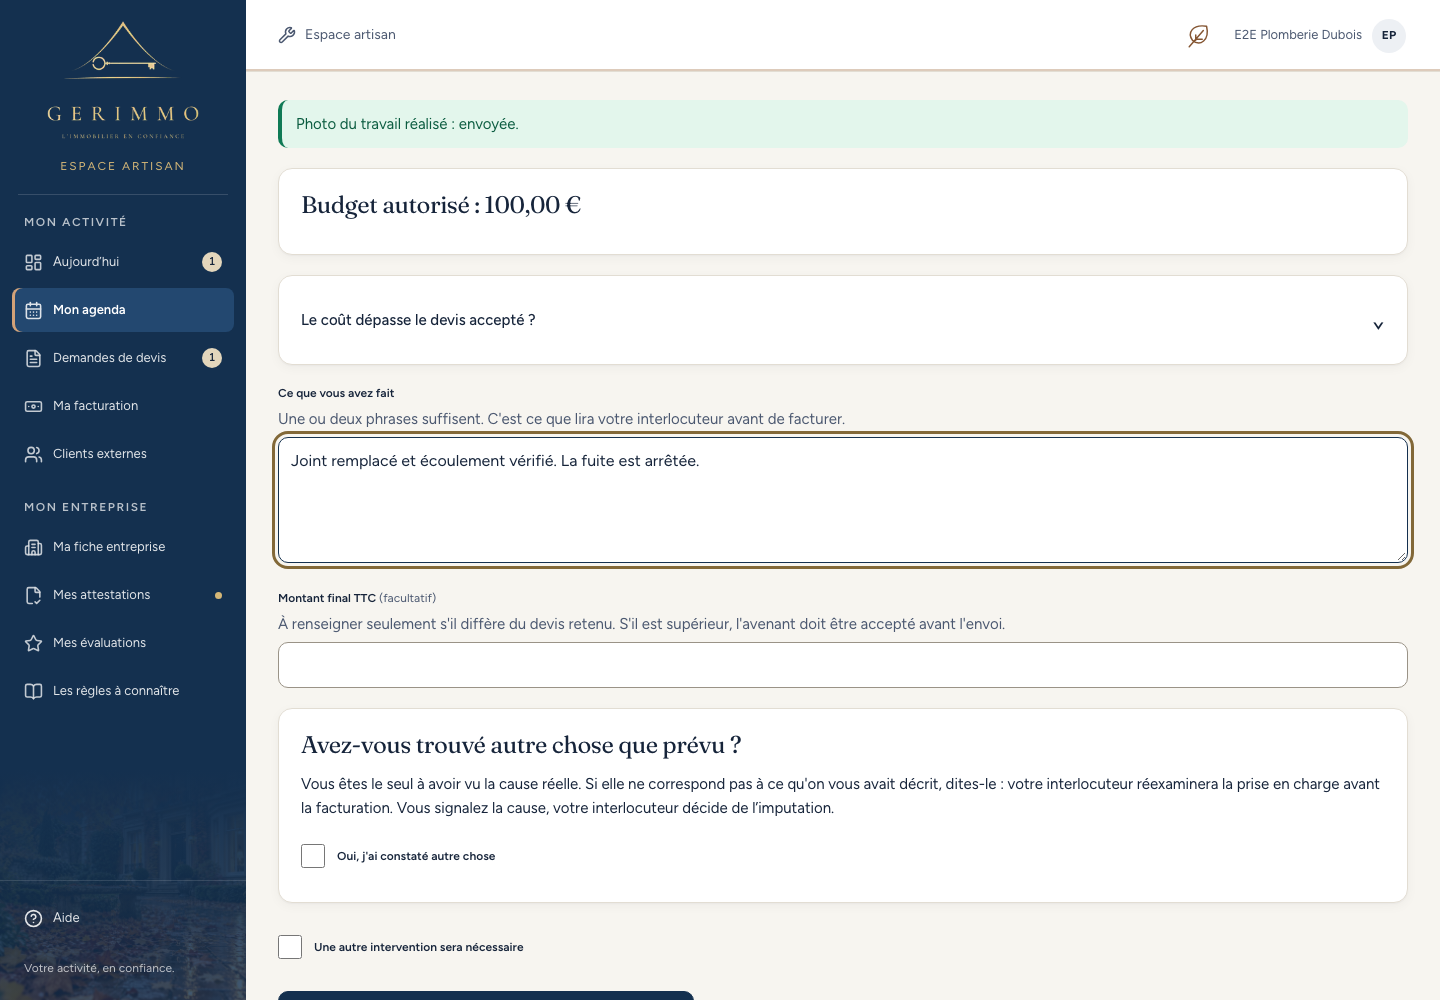 GERIMMO
L'IMMOBILIER EN CONFIANCE
ESPACE ARTISAN
MON ACTIVITÉ
Aujourd'hui 1
Mon agenda
Demandes de devis 1
Ma facturation
Clients externes
MON ENTREPRISE
Ma fiche entreprise
Mes attestations
Mes évaluations
Les règles à connaître
Aide
Votre activité, en confiance.
Espace artisan
E2E Plomberie Dubois EP
Photo du travail réalisé : envoyée.
Budget autorisé : 100,00 €
Le coût dépasse le devis accepté ?
Ce que vous avez fait
Une ou deux phrases suffisent. C'est ce que lira votre interlocuteur avant de facturer.
Joint remplacé et écoulement vérifié. La fuite est arrêtée.
Montant final TTC (facultatif)
À renseigner seulement s'il diffère du devis retenu. S'il est supérieur, l'avenant doit être accepté avant l'envoi.
Avez-vous trouvé autre chose que prévu ?
Vous êtes le seul à avoir vu la cause réelle. Si elle ne correspond pas à ce qu'on vous avait décrit, dites-le : votre interlocuteur réexaminera la prise en charge avant
la facturation. Vous signalez la cause, votre interlocuteur décide de l'imputation.
Oui, j'ai constaté autre chose
Une autre intervention sera nécessaire